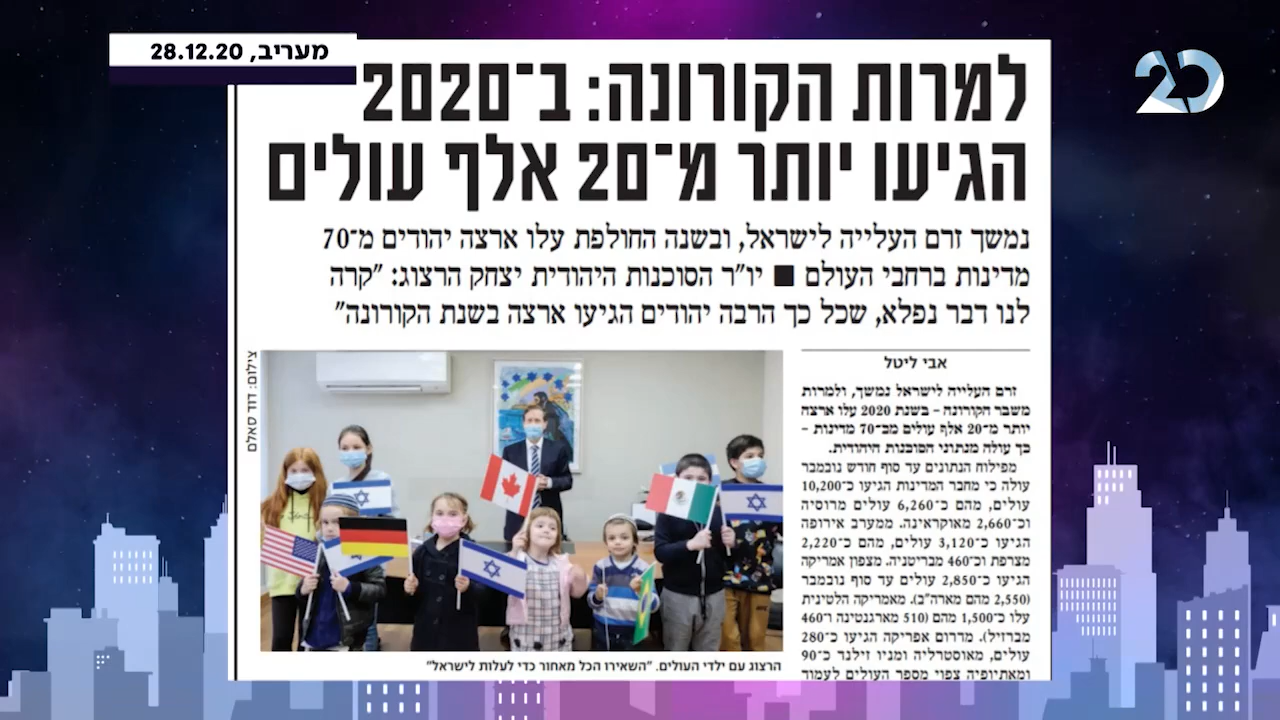 מעריב, 28.12.20
20
למרות הקורונה: ב־2020
הגיעו יותר מ־20 אלף עולים
נמשך זרם העלייה לישראל, ובשנה החולפת עלו ארצה יהודים מ־70
מדינות ברחבי העולם ■ יו"ר הסוכנות היהודית יצחק הרצוג: "קרה
לנו דבר נפלא, שכל כך הרבה יהודים הגיעו ארצה בשנת הקורונה"
אבי ליטל
זרם העלייה לישראל נמשך, ולמרות
משבר הקורונה – בשנת 2020 עלו ארצה
יותר מ־20 אלף עולים מכ־70 מדינות –
כך עולה מנתוני הסוכנות היהודית.
מפילוח הנתונים עד סוף חודש נובמבר
עולה כי מחבר המדינות הגיעו כ־10,200
עולים, מהם כ־6,260 עולים מרוסיה
וכ־2,660 מאוקראינה. ממערב אירופה
הגיעו כ־3,120 עולים, מהם כ־2,220
מצרפת וכ־460 מבריטניה. מצפון אמריקה
הגיעו כ־2,850 עולים עד סוף נובמבר
(2,550 מהם מארה"ב). מאמריקה הלטינית
עלו כ־1,500 מהם (510 מארגנטינה ו־460
מברזיל). מדרום אפריקה הגיעו כ־280
עולים, מאוסטרליה ומניו זילנד כ־90
ומאתיופיה צפוי מספר העולים לעמוד
צילום: דוד סאלם
הרצוג עם ילדי העולים. "השאירו הכל מאחור כדי לעלות לישראל"